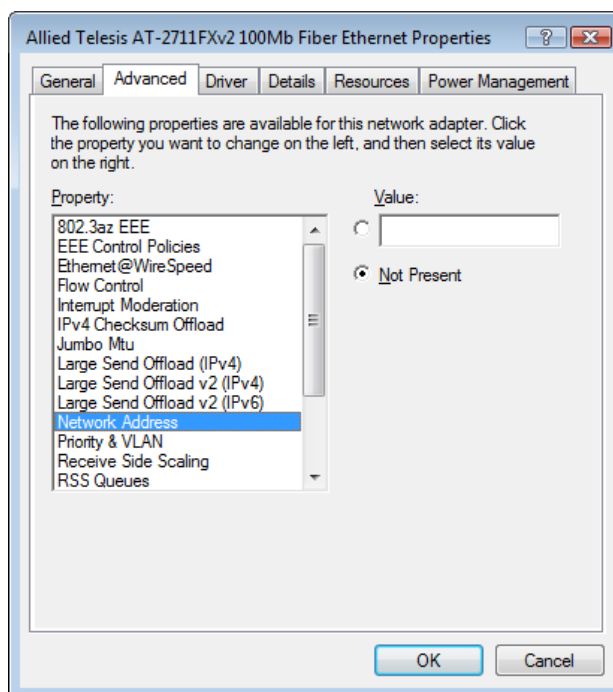 Allied Telesis AT-2711FXv2 100Mb Fiber Ethernet Properties
General Advanced Driver Details Resources Power Management
The following properties are available for this network adapter. Click
the property you want to change on the left, and then select its value
on the right.
Property:
Value:
802.3az EEE
EEE Control Policies
Ethernet@WireSpeed
Flow Control
Interrupt Moderation
IPv4 Checksum Offload
Jumbo Mtu
Large Send Offload (IPv4)
Large Send Offload v2 (IPv4)
Large Send Offload v2 (IPv6)
Network Address
Priority & VLAN
Receive Side Scaling
RSS Queues
Not Present
OK
Cancel